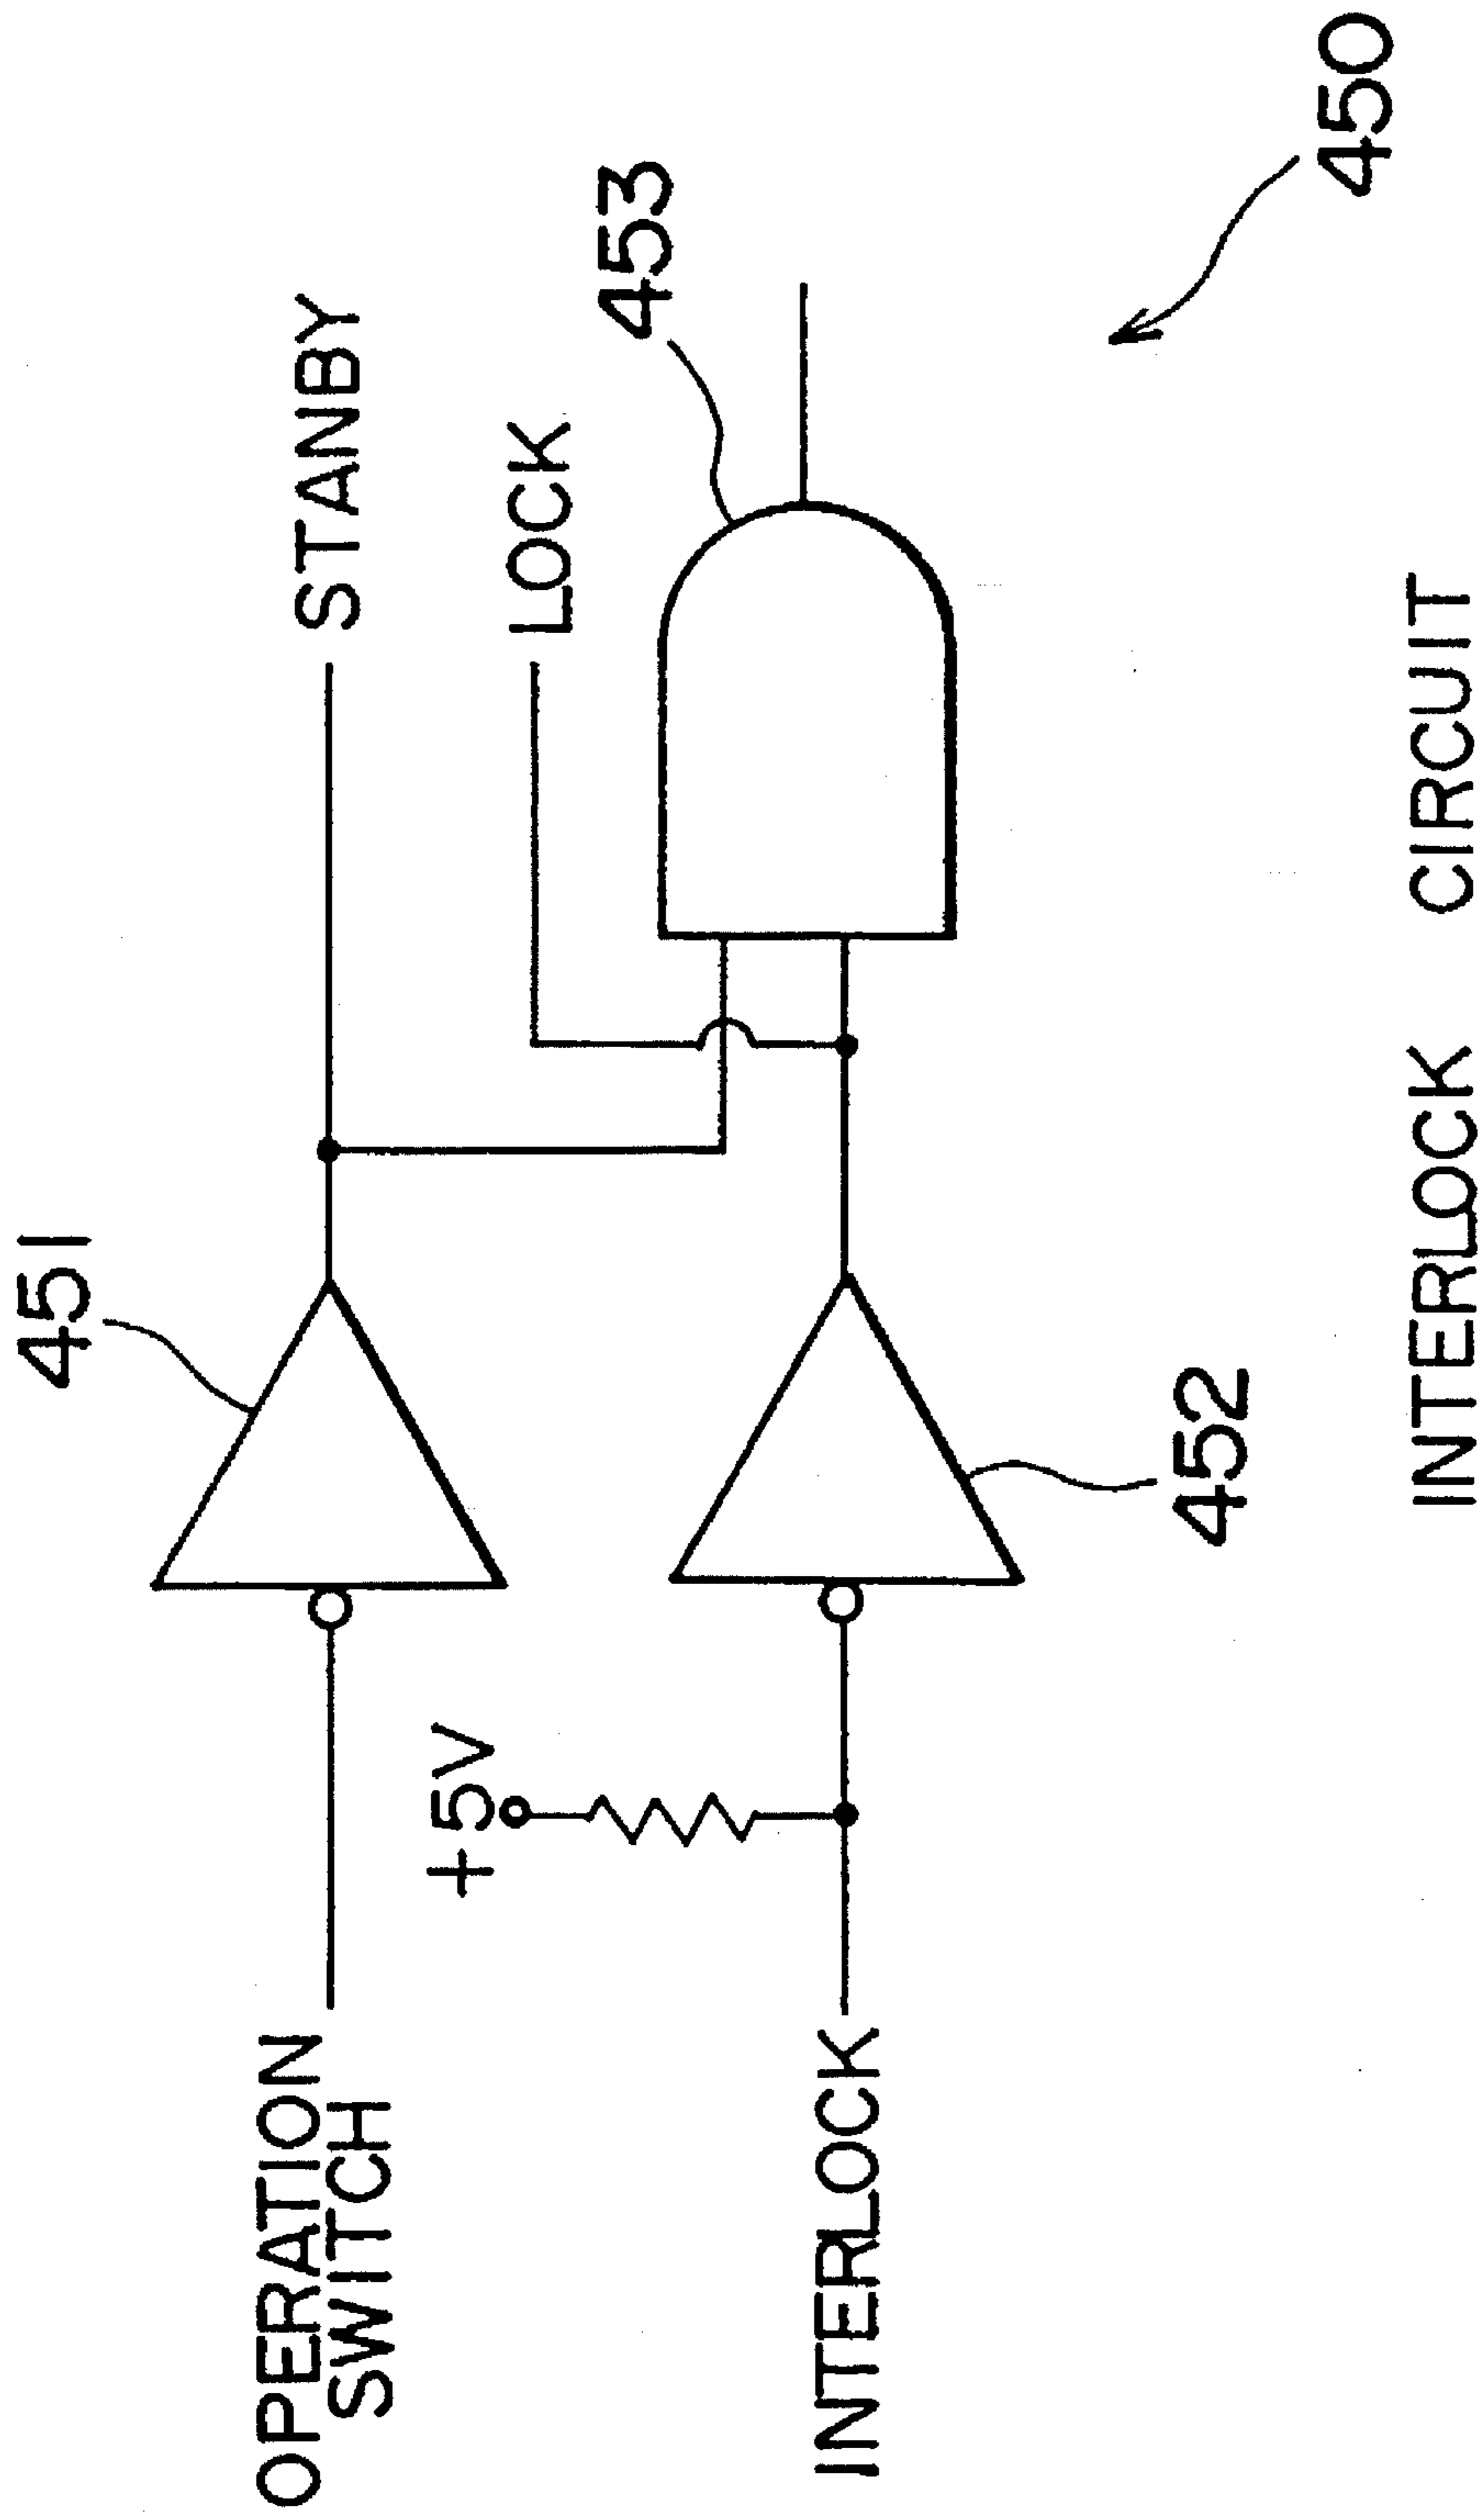 451
STANBY
453
450
LOCK
OPERATION
SWITCH
+5V
INTERLOCK
452
INTERLOCK CIRCUIT